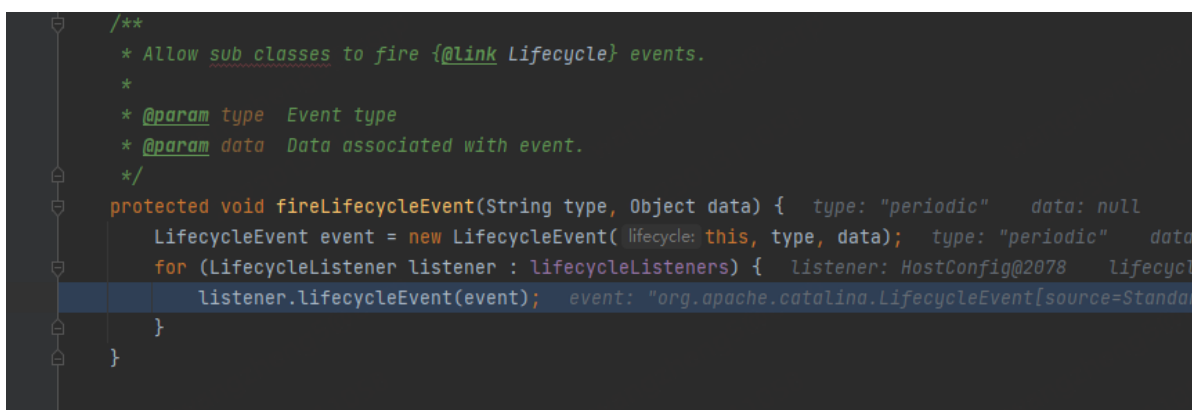 /**
* Allow sub classes to fire {@link Lifecycle} events.
*
* @param type  Event type
* @param data  Data associated with event.
*/
protected void fireLifecycleEvent(String type, Object data) {  type: "periodic"    data: null
LifecycleEvent event = new LifecycleEvent( lifecycle: this, type, data);  type: "periodic"    data
for (LifecycleListener listener : lifecycleListeners) {  listener: HostConfig@2078    lifecycl
listener.lifecycleEvent(event);  event: "org.apache.catalina.LifecycleEvent[source=Standar
}
}